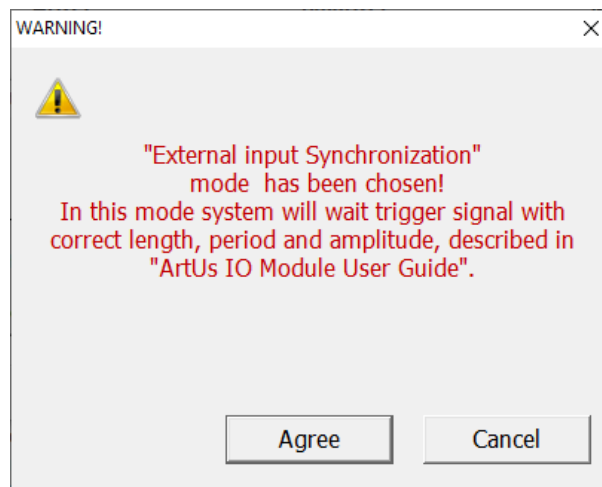 WARNING!
"External input Synchronization"
mode has been chosen!
In this mode system will wait trigger signal with
correct length, period and amplitude, described in
"ArtUs IO Module User Guide".
Agree Cancel